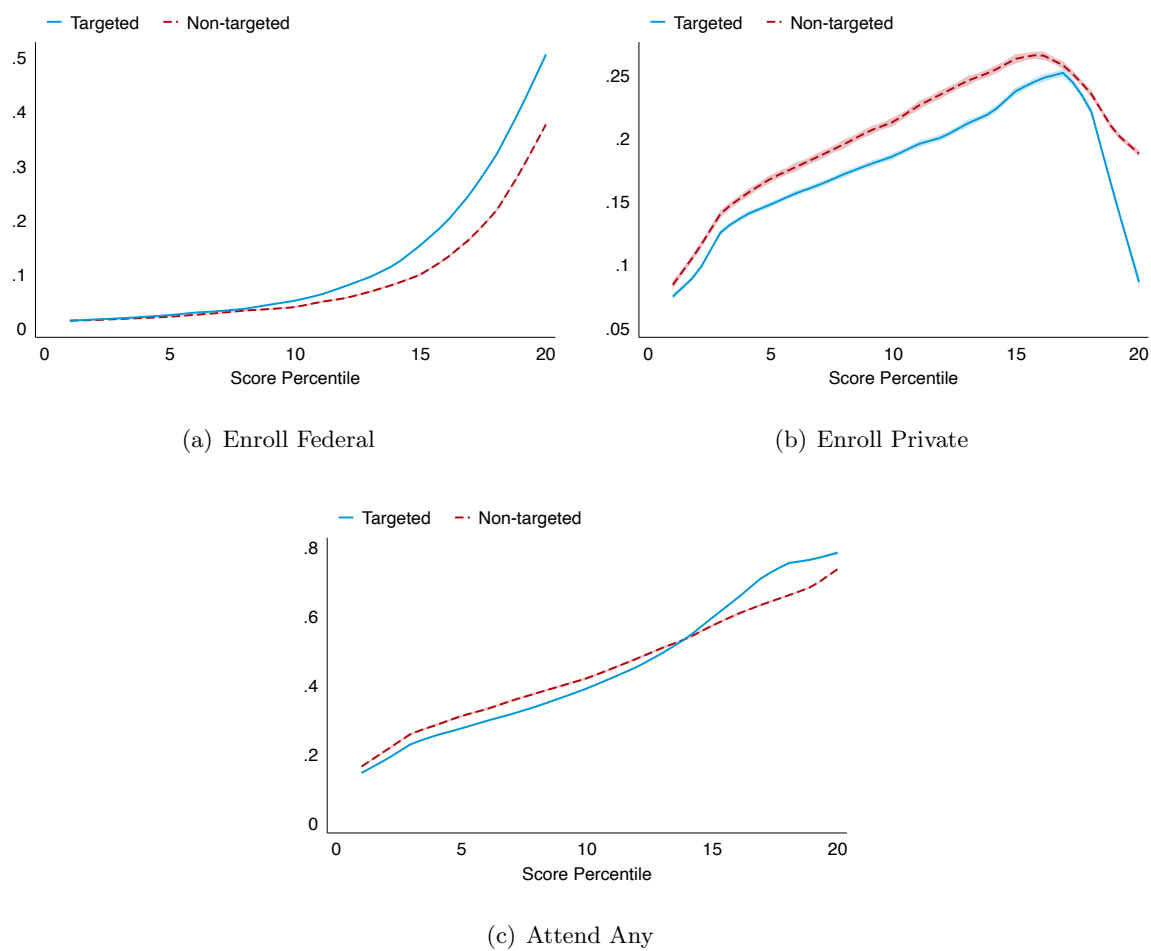 Targeted Non-targeted
.5
.4
.3
.2
.1
0
0 5 10 15 20
Score Percentile
(a) Enroll Federal
Targeted Non-targeted
.25
.2
.15
.1
.05
0 5 10 15 20
Score Percentile
(b) Enroll Private
Targeted Non-targeted
.8
.6
.4
.2
0
0 5 10 15 20
Score Percentile
(c) Attend Any